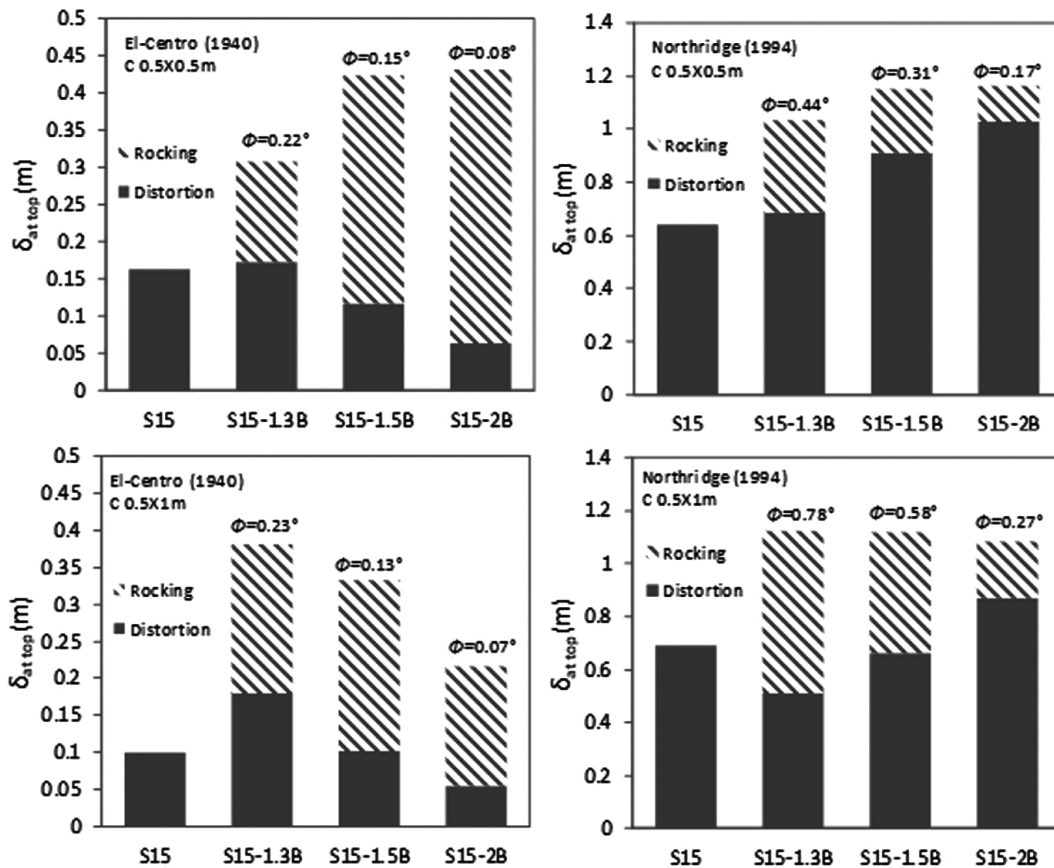 El-Centro (1940)
C 0.5X0.5m
Φ=0.22°
Φ=0.15°
Φ=0.08°
Rocking
Distortion
δat top (m)
0.5
0.45
0.4
0.35
0.3
0.25
0.2
0.15
0.1
0.05
0
S15 S15-1.3B S15-1.5B S15-2B
Northridge (1994)
C 0.5X0.5m
Φ=0.44°
Φ=0.31°
Φ=0.17°
Rocking
Distortion
δat top (m)
1.4
1.2
1
0.8
0.6
0.4
0.2
0
S15 S15-1.3B S15-1.5B S15-2B
El-Centro (1940)
C 0.5X1m
Φ=0.23°
Φ=0.13°
Φ=0.07°
Rocking
Distortion
δat top (m)
0.5
0.45
0.4
0.35
0.3
0.25
0.2
0.15
0.1
0.05
0
S15 S15-1.3B S15-1.5B S15-2B
Northridge (1994)
C 0.5X1m
Φ=0.78°
Φ=0.58°
Φ=0.27°
Rocking
Distortion
δat top (m)
1.4
1.2
1
0.8
0.6
0.4
0.2
0
S15 S15-1.3B S15-1.5B S15-2B